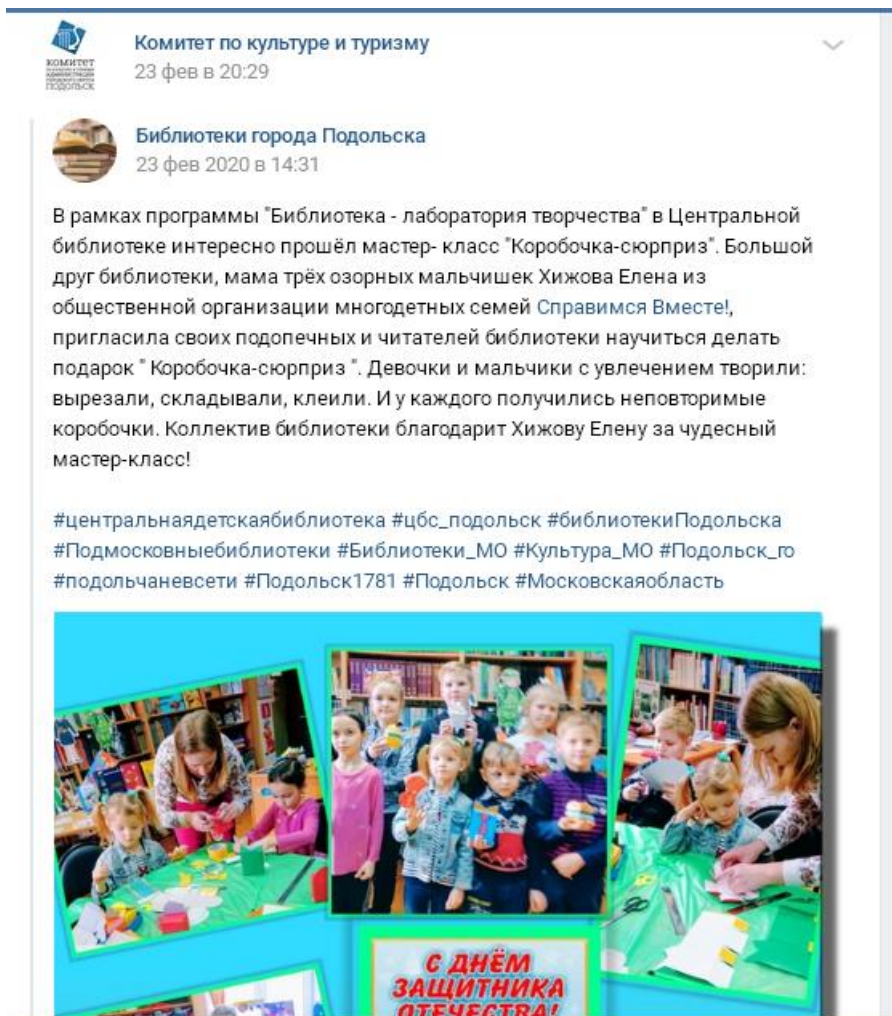 КОМИТЕТ
ПОДОЛЬСК
Комитет по культуре и туризму
23 фев в 20:29
Библиотеки города Подольска
23 фев 2020 в 14:31
В рамках программы "Библиотека - лаборатория творчества" в Центральной
библиотеке интересно прошёл мастер- класс "Коробочка-сюрприз". Большой
друг библиотеки, мама трёх озорных мальчишек Хижова Елена из
общественной организации многодетных семей Справимся Вместе!,
пригласила своих подопечных и читателей библиотеки научиться делать
подарок " Коробочка-сюрприз ". Девочки и мальчики с увлечением творили:
вырезали, складывали, клеили. И у каждого получились неповторимые
коробочки. Коллектив библиотеки благодарит Хижову Елену за чудесный
мастер-класс!
#центральнаядетскаябиблиотека #цбс_подольск #библиотекиПодольска
#Подмосковныебиблиотеки #Библиотеки_МО #Культура_МО #Подольск_го
#подольчаневсети #Подольск1781 #Подольск #Московскаяобласть
С ДНЁМ
ЗАЩИТНИКА
ОТЕЧЕСТВА!